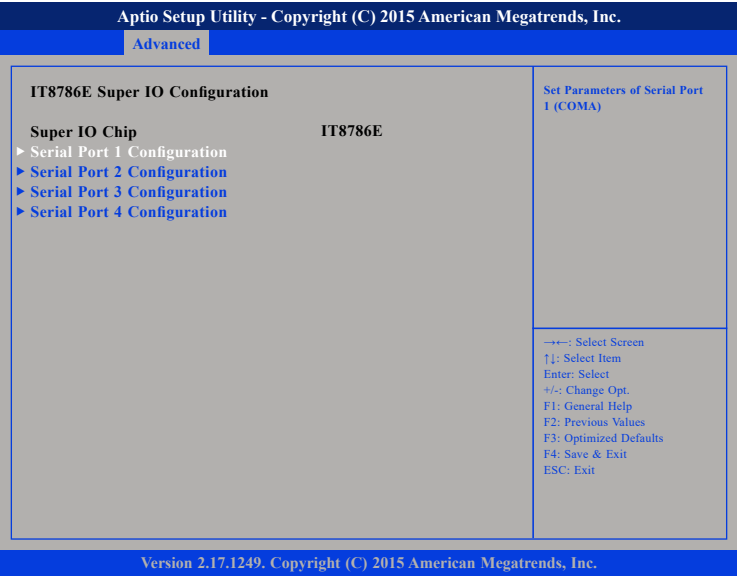 Aptio Setup Utility - Copyright (C) 2015 American Megatrends, Inc.
Advanced
IT8786E Super IO Configuration
Super IO Chip IT8786E
▶ Serial Port 1 Configuration
▶ Serial Port 2 Configuration
▶ Serial Port 3 Configuration
▶ Serial Port 4 Configuration
Set Parameters of Serial Port
1 (COMA)
→←: Select Screen
↑↓: Select Item
Enter: Select
+/-: Change Opt.
F1: General Help
F2: Previous Values
F3: Optimized Defaults
F4: Save & Exit
ESC: Exit
Version 2.17.1249. Copyright (C) 2015 American Megatrends, Inc.